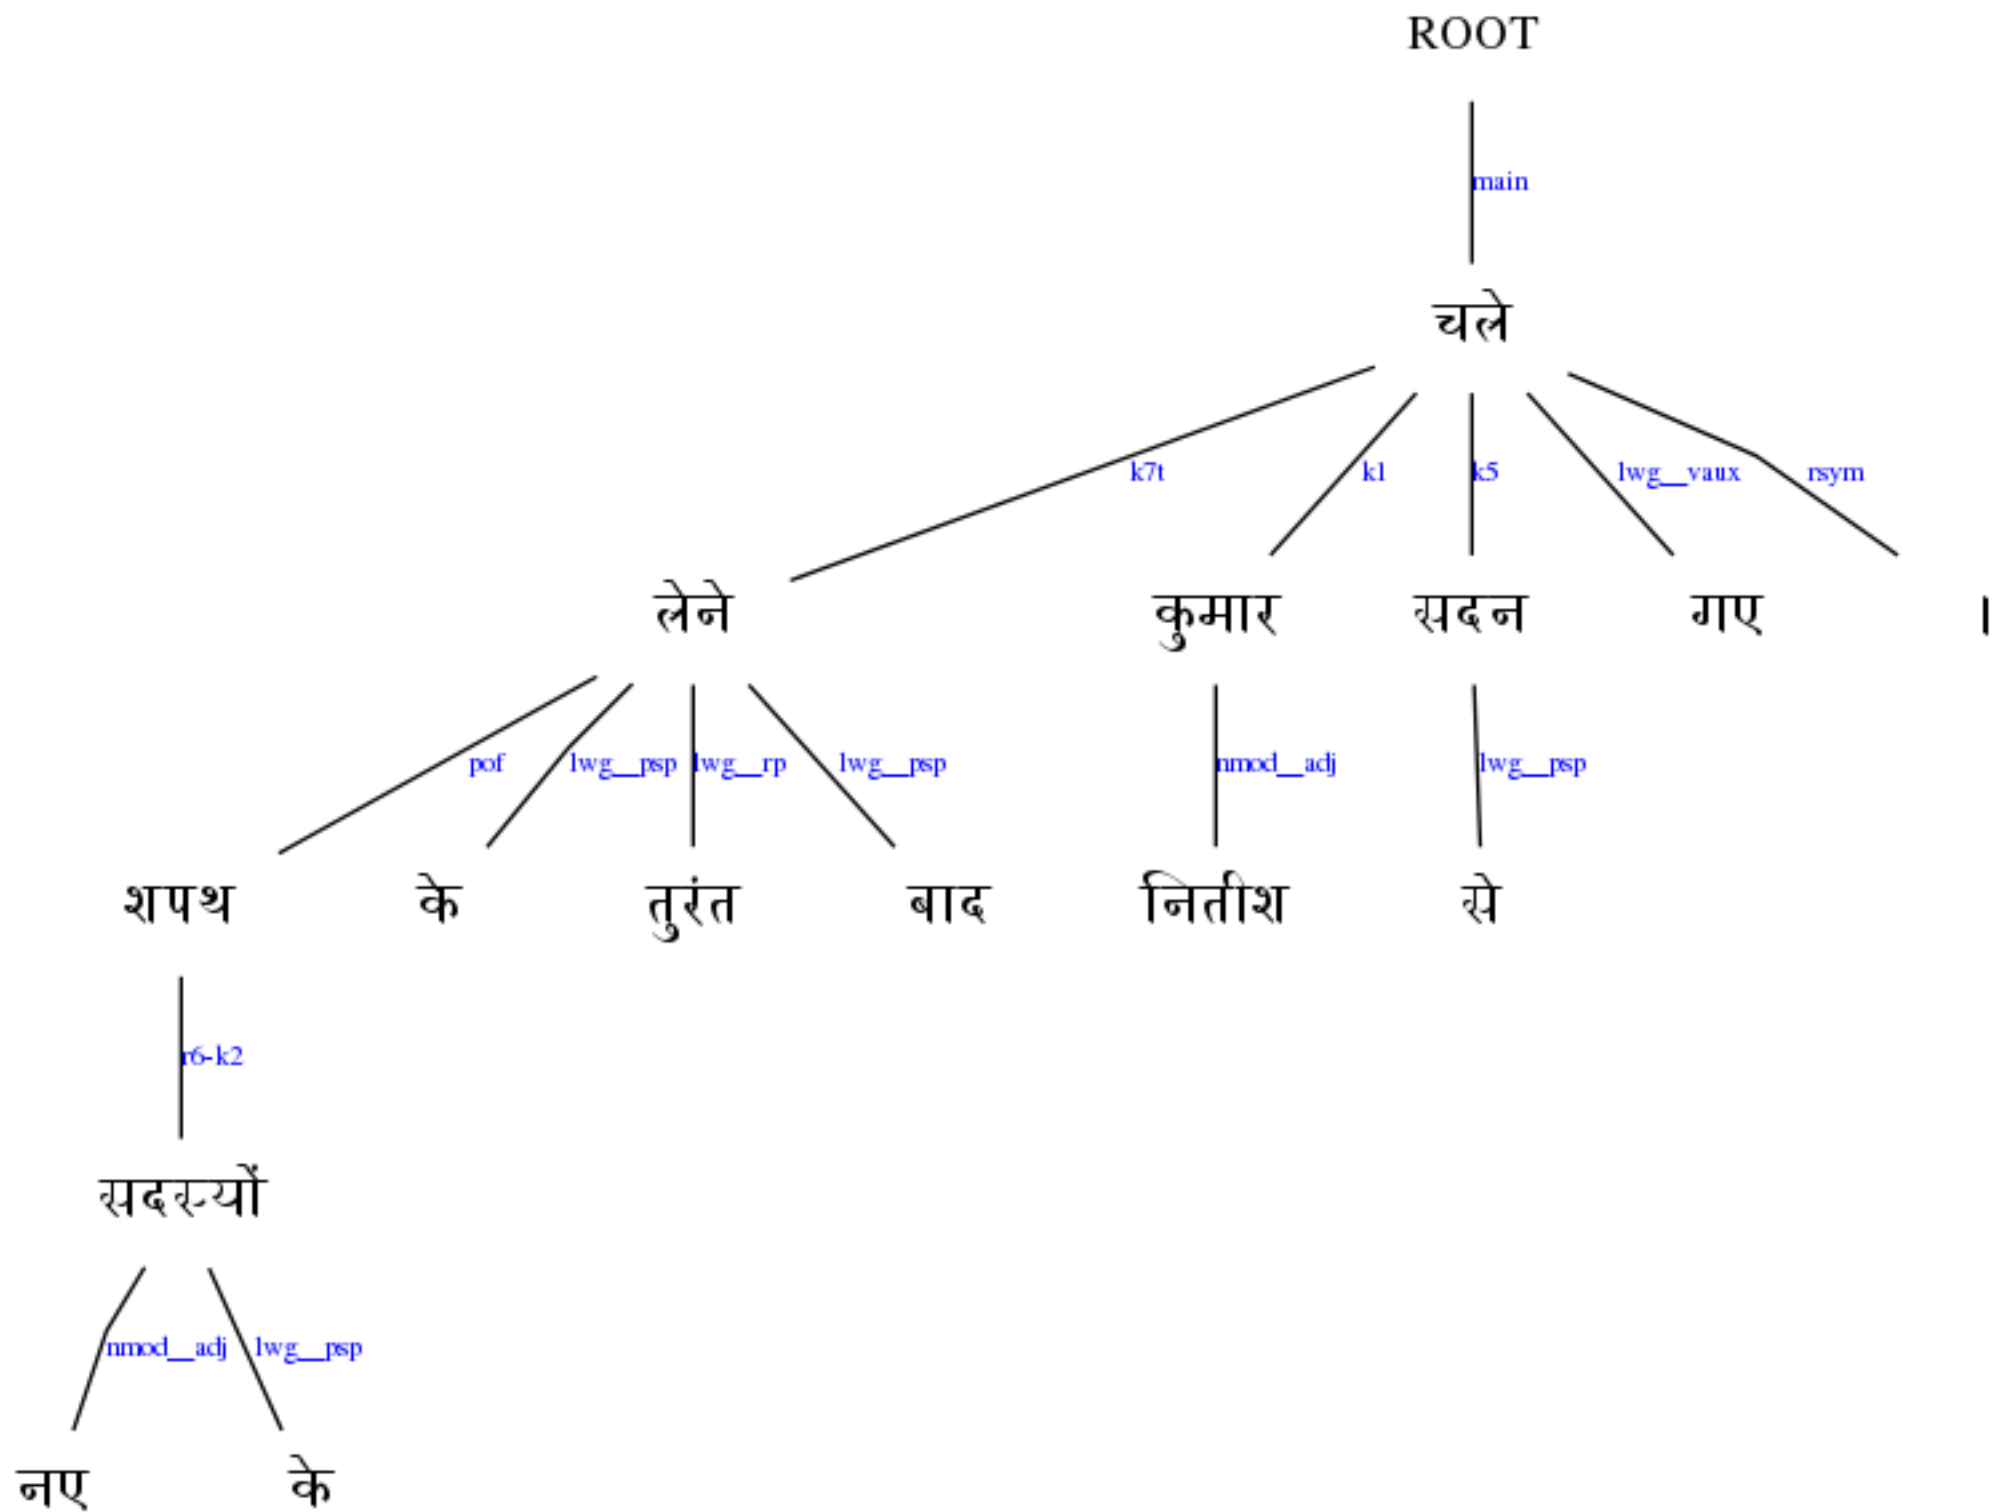 ROOT
main
चले
k7t k1 k5 lwg__vaux rsym
लेने कुमार सदन गए ।
pof lwg__psp lwg__rp lwg__psp nmod__adj lwg__psp
शपथ के तुरंत बाद नितीश से
r6-k2
सदस्यों
nmod__adj lwg__psp
नए के